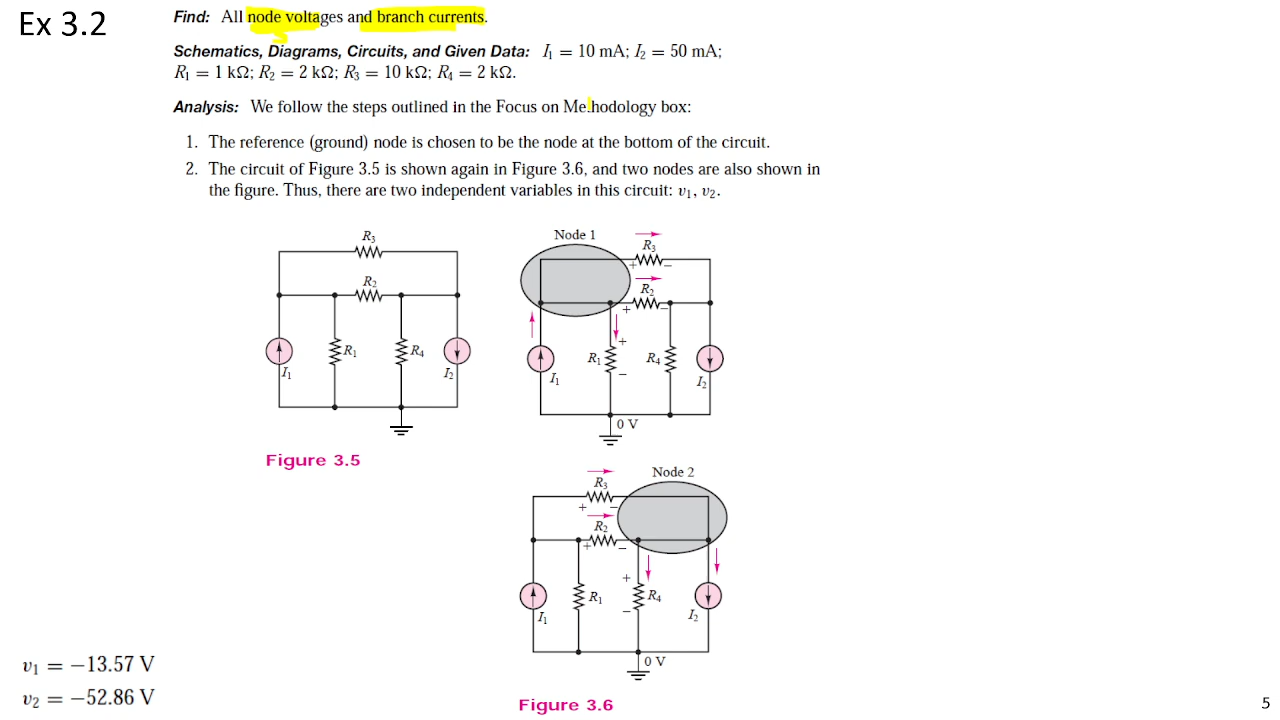 Ex 3.2
Find: All node voltages and branch currents.
Schematics, Diagrams, Circuits, and Given Data: I₁ = 10 mA; I₂ = 50 mA;
R₁ = 1 kΩ; R₂ = 2 kΩ; R₃ = 10 kΩ; R₄ = 2 kΩ.
Analysis: We follow the steps outlined in the Focus on Methodology box:
1. The reference (ground) node is chosen to be the node at the bottom of the circuit.
2. The circuit of Figure 3.5 is shown again in Figure 3.6, and two nodes are also shown in
the figure. Thus, there are two independent variables in this circuit: v₁, v₂.
R₃
R₂
R₁
R₄
I₁
I₂
Figure 3.5
Node 1
R₃
+ −
R₂
+ −
+
R₁
−
R₄
I₁
I₂
0 V
Node 2
R₃
+ −
R₂
+ −
+
R₁
R₄
−
I₁
I₂
0 V
Figure 3.6
v₁ = −13.57 V
v₂ = −52.86 V
5